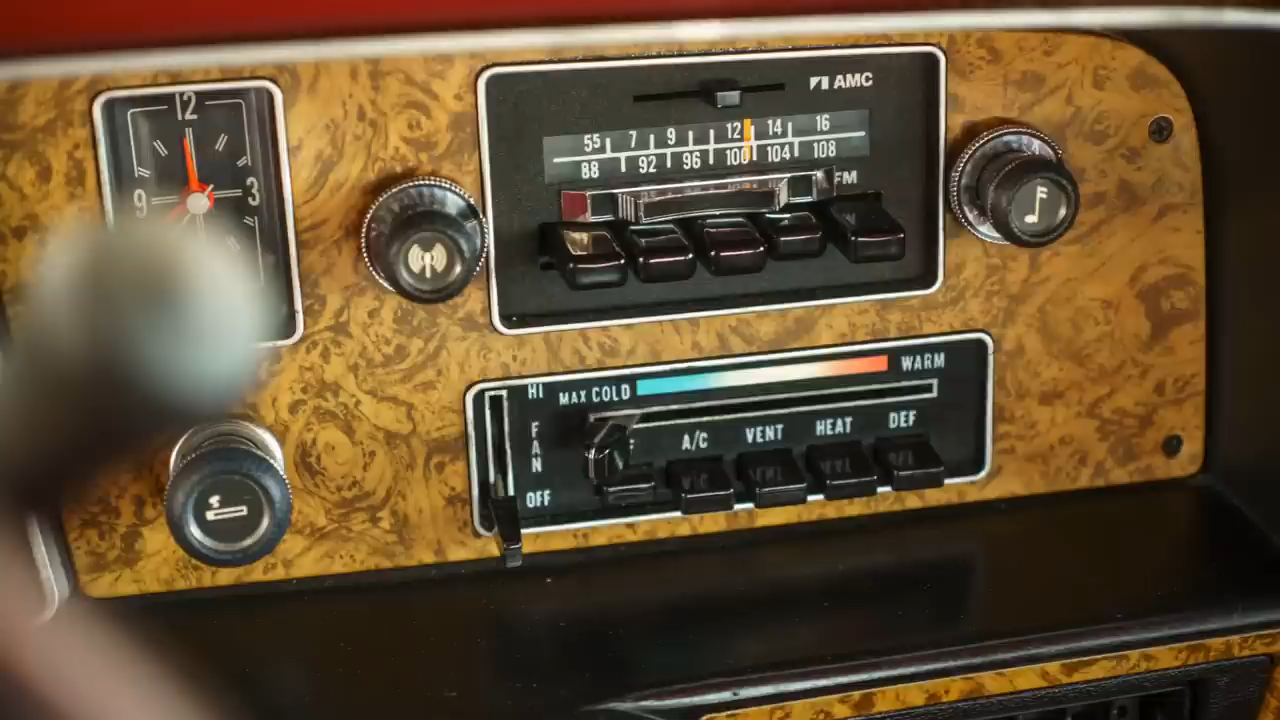 12
9 3
AMC
55 7 9 12 14 16
88 92 96 100 104 108
FM
HI
FAN
OFF
MAX COLD WARM
A/C VENT HEAT DEF